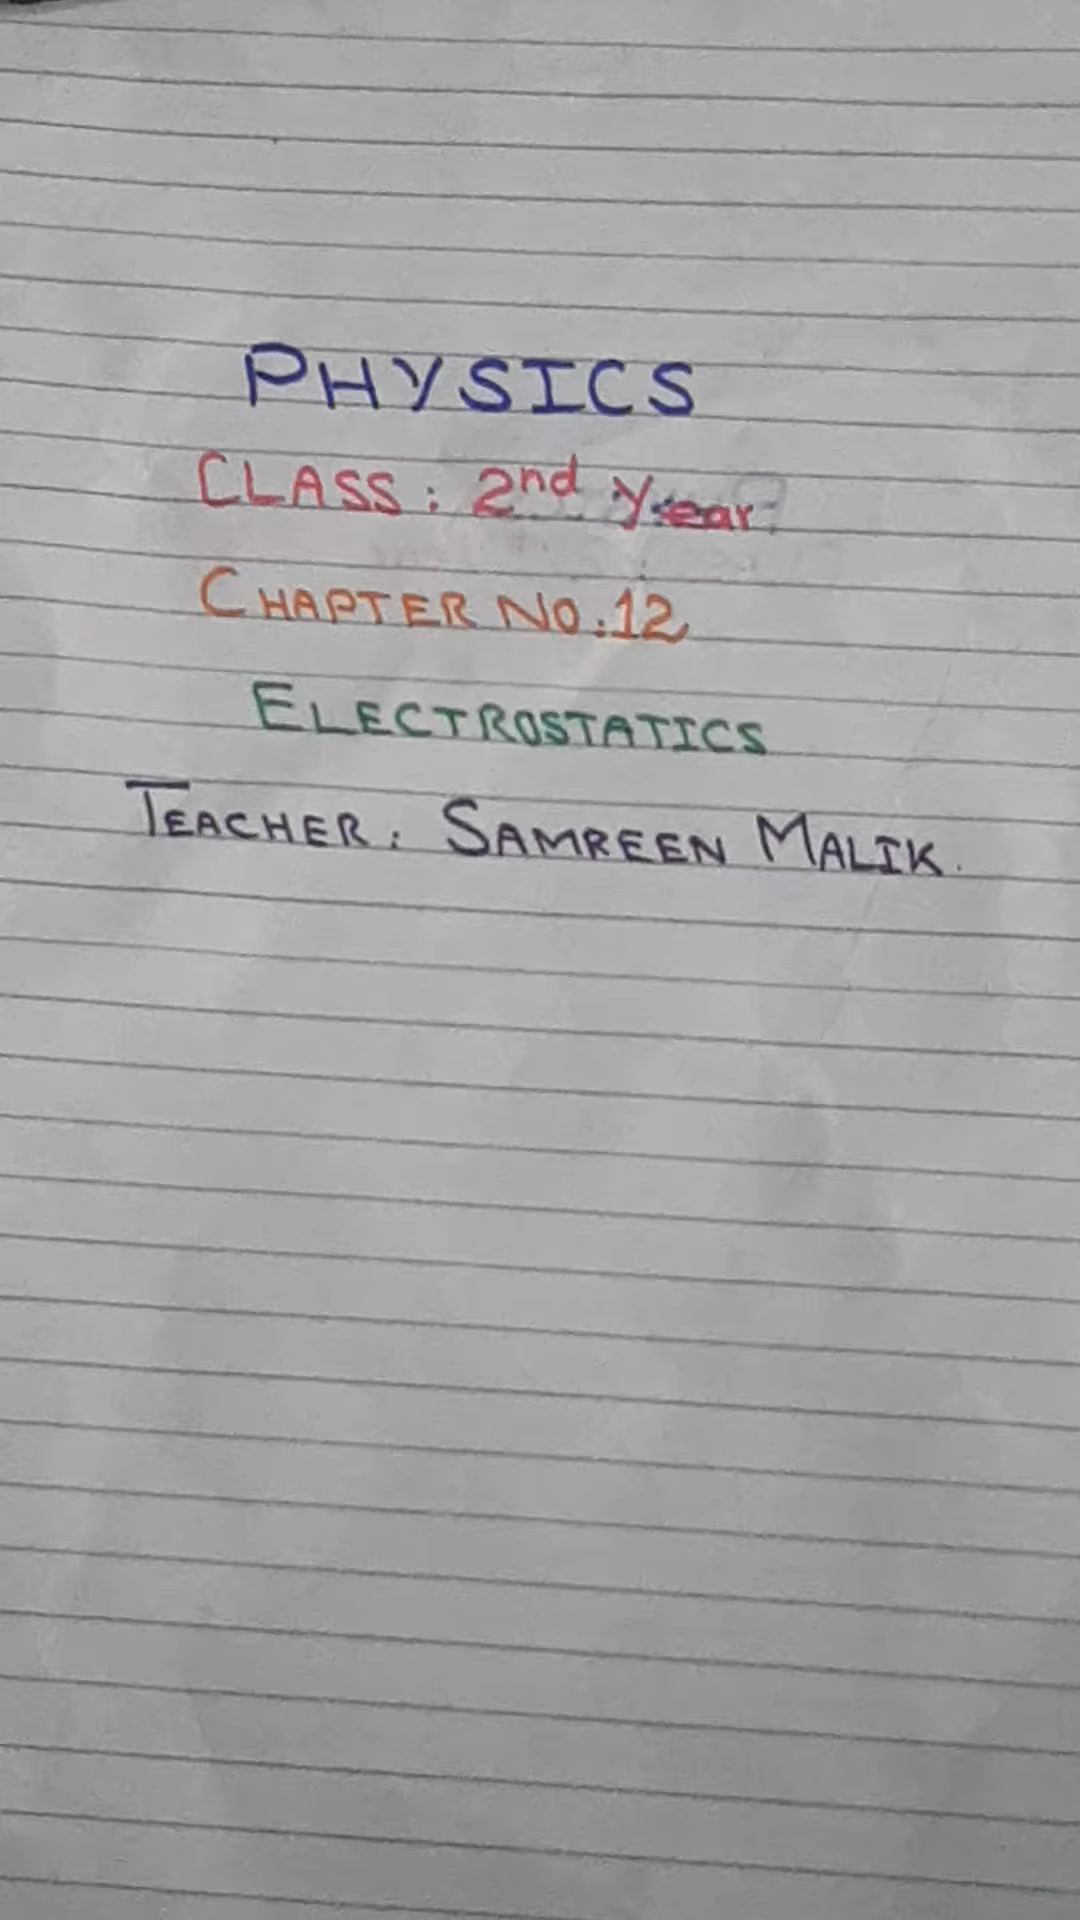 PHYSICS
CLASS: 2nd Year
CHAPTER NO:12
ELECTROSTATICS
TEACHER: SAMREEN MALIK.